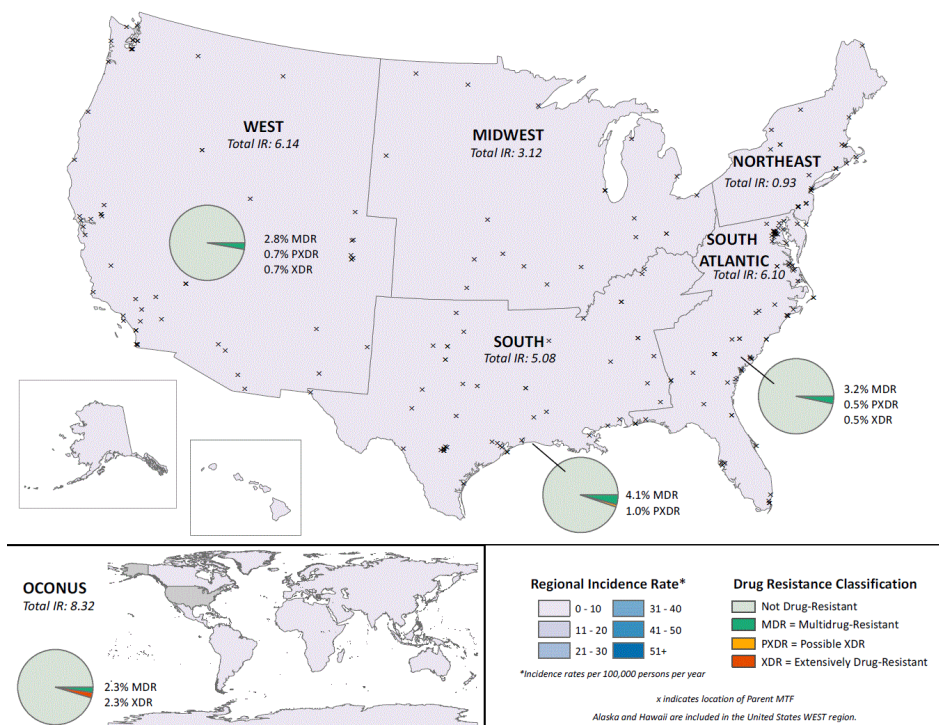 WEST
Total IR: 6.14
MIDWEST
Total IR: 3.12
NORTHEAST
Total IR: 0.93
SOUTH
ATLANTIC
Total IR: 6.10
2.8% MDR
0.7% PXDR
0.7% XDR
SOUTH
Total IR: 5.08
3.2% MDR
0.5% PXDR
0.5% XDR
4.1% MDR
1.0% PXDR
OCONUS
Total IR: 8.32
2.3% MDR
2.3% XDR
Regional Incidence Rate*
0 - 10
31 - 40
11 - 20
41 - 50
21 - 30
51+
*Incidence rates per 100,000 persons per year
Drug Resistance Classification
Not Drug-Resistant
MDR = Multidrug-Resistant
PXDR = Possible XDR
XDR = Extensively Drug-Resistant
x indicates location of Parent MTF
Alaska and Hawaii are included in the United States WEST region.